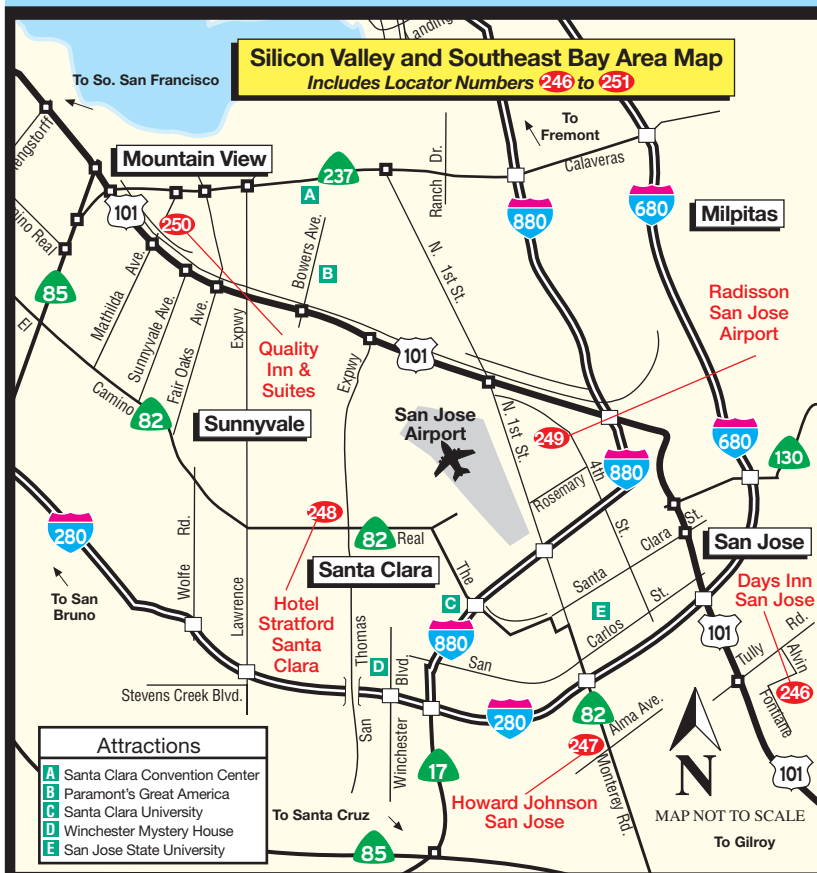 Landing
Silicon Valley and Southeast Bay Area Map
Includes Locator Numbers 246 to 251
To So. San Francisco
To
Fremont
Calaveras
Ranch Dr.
Mountain View
237
A
101
250
880
680
Milpitas
Bowers Ave.
B
N. 1st St.
85
Mathilda Ave.
Sunnyvale Ave.
Fair Oaks Ave.
Expwy
Quality
Inn &
Suites
Expwy
101
Radisson
San Jose
Airport
El
Camino
82
Sunnyvale
San Jose
Airport
N. 1st St.
249
880
680
130
Rosemary
4th
St.
248
82
Real
280
Wolfe Rd.
Santa Clara
The
Santa
Clara
St.
San Jose
To San
Bruno
Lawrence
Hotel
Stratford
Santa
Clara
Thomas
C
880
E
Days Inn
San Jose
Carlos
St.
101
Tully
Rd.
Alvin
246
Fontiane
D
Blvd.
San
Stevens Creek Blvd.
San
Winchester
280
82
Alma Ave.
247
Monterey Rd.
17
Howard Johnson
San Jose
N
101
MAP NOT TO SCALE
To Gilroy
To Santa Cruz
85
Attractions
A Santa Clara Convention Center
B Paramont's Great America
C Santa Clara University
D Winchester Mystery House
E San Jose State University